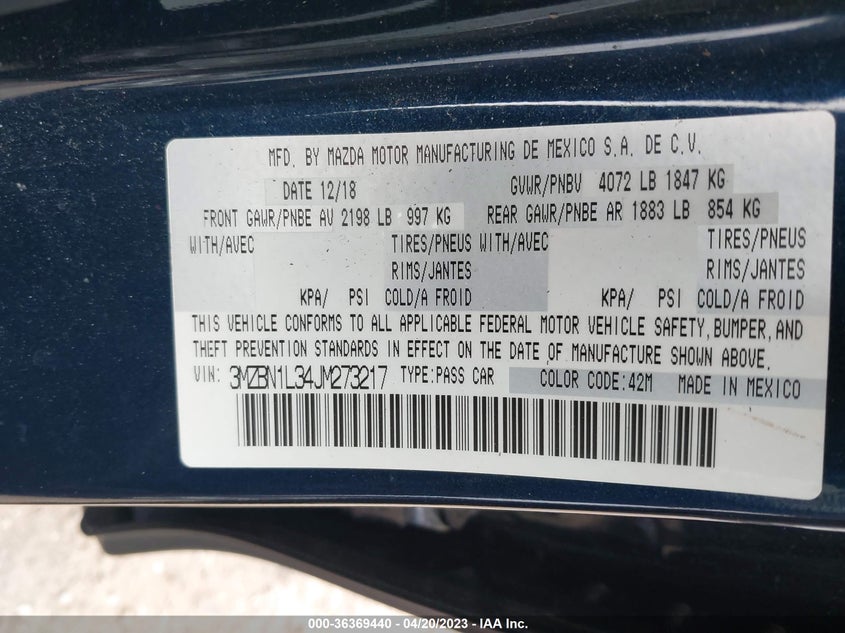 MFD. BY MAZDA MOTOR MANUFACTURING DE MEXICO S.A. DE C.V.
DATE 12/18 GVWR/PNBV 4072 LB 1847 KG
FRONT GAWR/PNBE AV 2198 LB 997 KG REAR GAWR/PNBE AR 1883 LB 854 KG
WITH/AVEC TIRES/PNEUS WITH/AVEC TIRES/PNEUS
RIMS/JANTES RIMS/JANTES
KPA/ PSI COLD/A FROID KPA/ PSI COLD/A FROID
THIS VEHICLE CONFORMS TO ALL APPLICABLE FEDERAL MOTOR VEHICLE SAFETY, BUMPER, AND
THEFT PREVENTION STANDARDS IN EFFECT ON THE DATE OF MANUFACTURE SHOWN ABOVE.
VIN: 3MZBN1L34JM273217 TYPE:PASS CAR COLOR CODE:42M MADE IN MEXICO
000-36369440 - 04/20/2023 - IAA Inc.